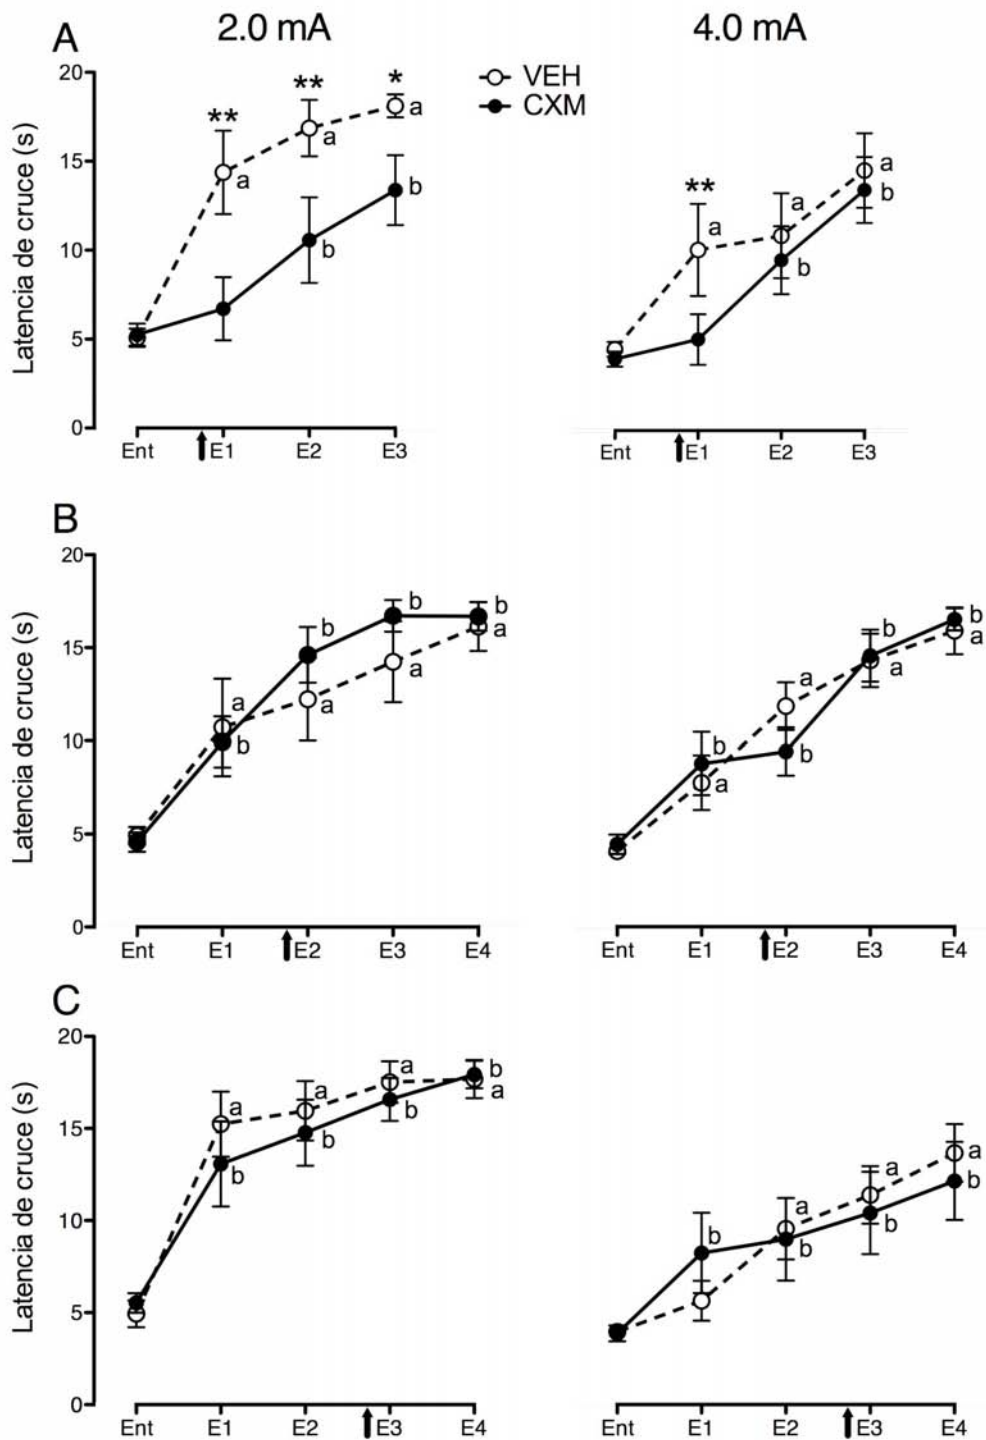 2.0 mA
4.0 mA
A
VEH
CXM
Latencia de cruce (s)
20
15
10
5
0
** ** *
a a a
b b
Ent E1 E2 E3
**
a a a
b b
Ent E1 E2 E3
B
Latencia de cruce (s)
20
15
10
5
0
a b b a b a b a
Ent E1 E2 E3 E4
b a a b b a b a
Ent E1 E2 E3 E4
C
Latencia de cruce (s)
20
15
10
5
0
a b a b a b b a
Ent E1 E2 E3 E4
b a b a b a b
Ent E1 E2 E3 E4